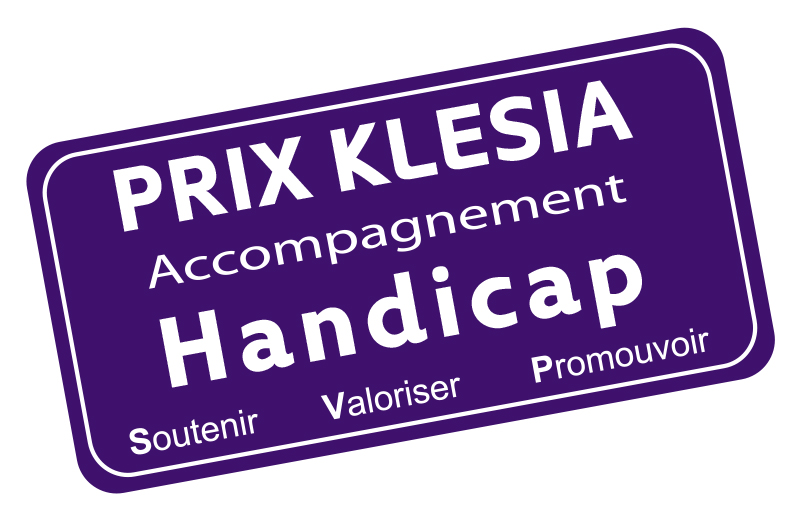 PRIX KLESIA
Accompagnement
Handicap
Soutenir Valoriser Promouvoir